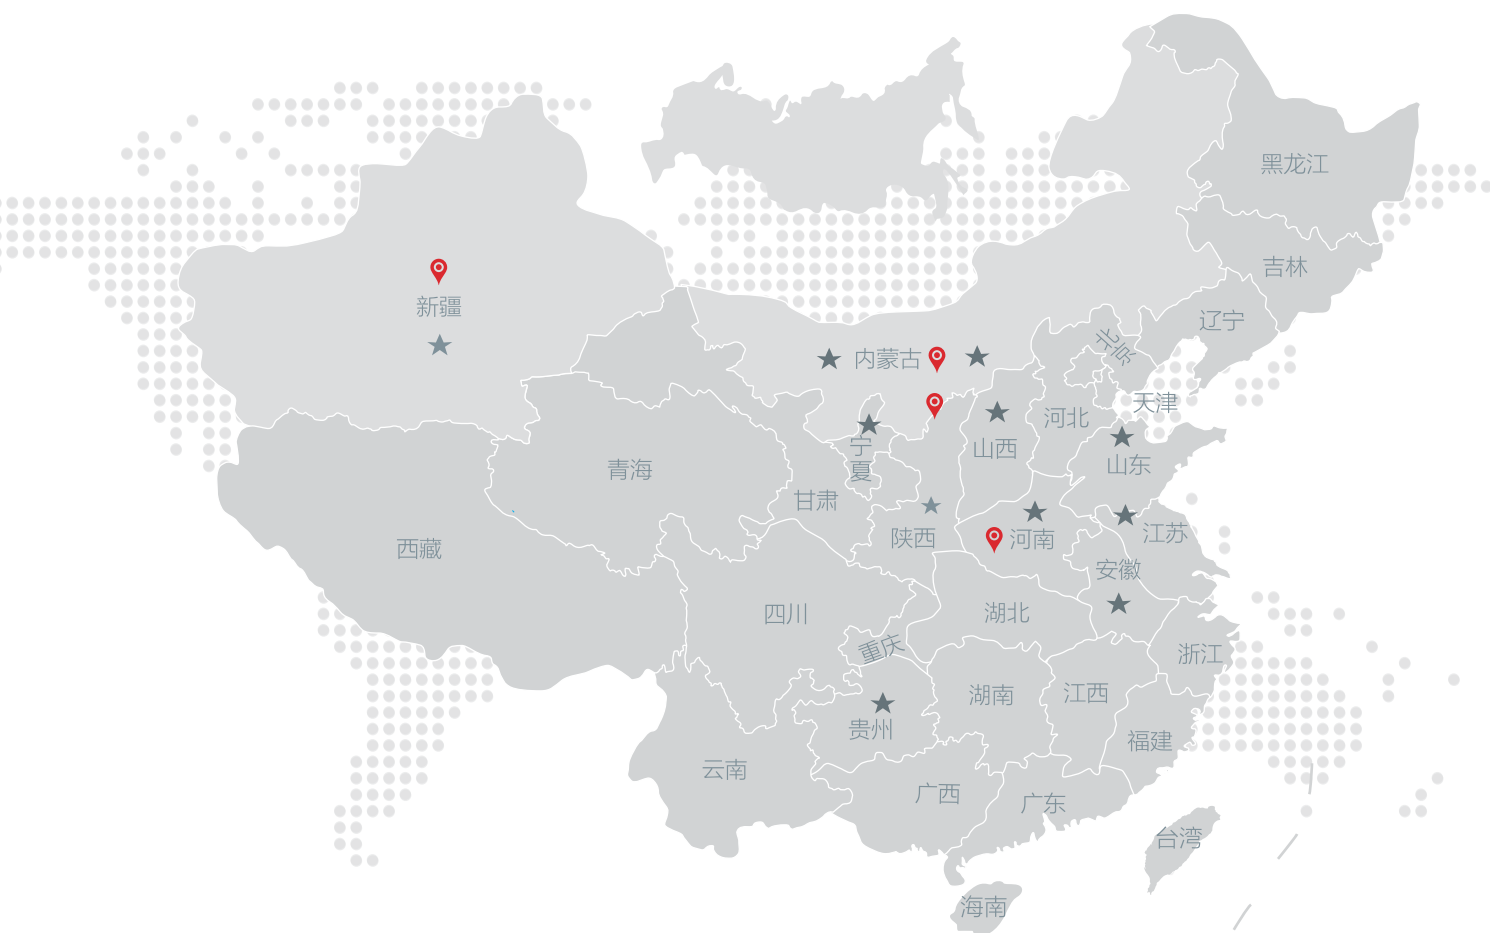 黑龙江
吉林
新疆
辽宁
北京
内蒙古
天津
河北
宁夏
山西
山东
青海
甘肃
江苏
陕西
河南
西藏
安徽
四川
湖北
重庆
浙江
湖南
江西
贵州
福建
云南
广西
广东
台湾
海南